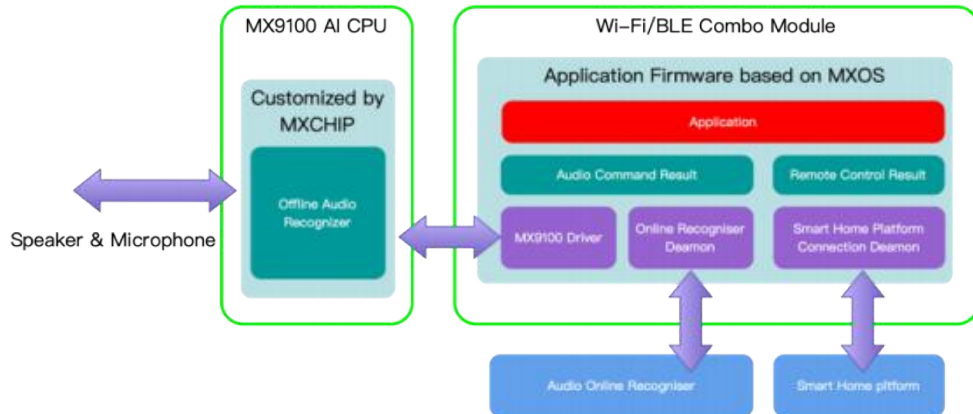 MX9100 AI CPU
Wi-Fi/BLE Combo Module
Customized by
MXCHIP
Offline Audio
Recognizer
Speaker & Microphone
Application Firmware based on MXOS
Application
Audio Command Result
Remote Control Result
MX9100 Driver
Online Recogniser
Deamon
Smart Home Platform
Connection Deamon
Audio Online Recogniser
Smart Home pltform